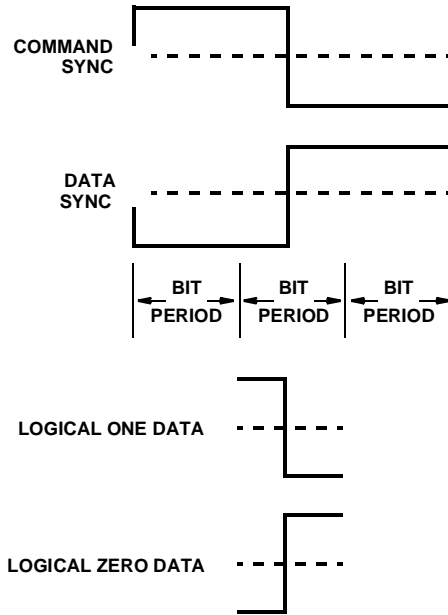 COMMAND
SYNC
DATA
SYNC
BIT
PERIOD
BIT
PERIOD
BIT
PERIOD
LOGICAL ONE DATA
LOGICAL ZERO DATA